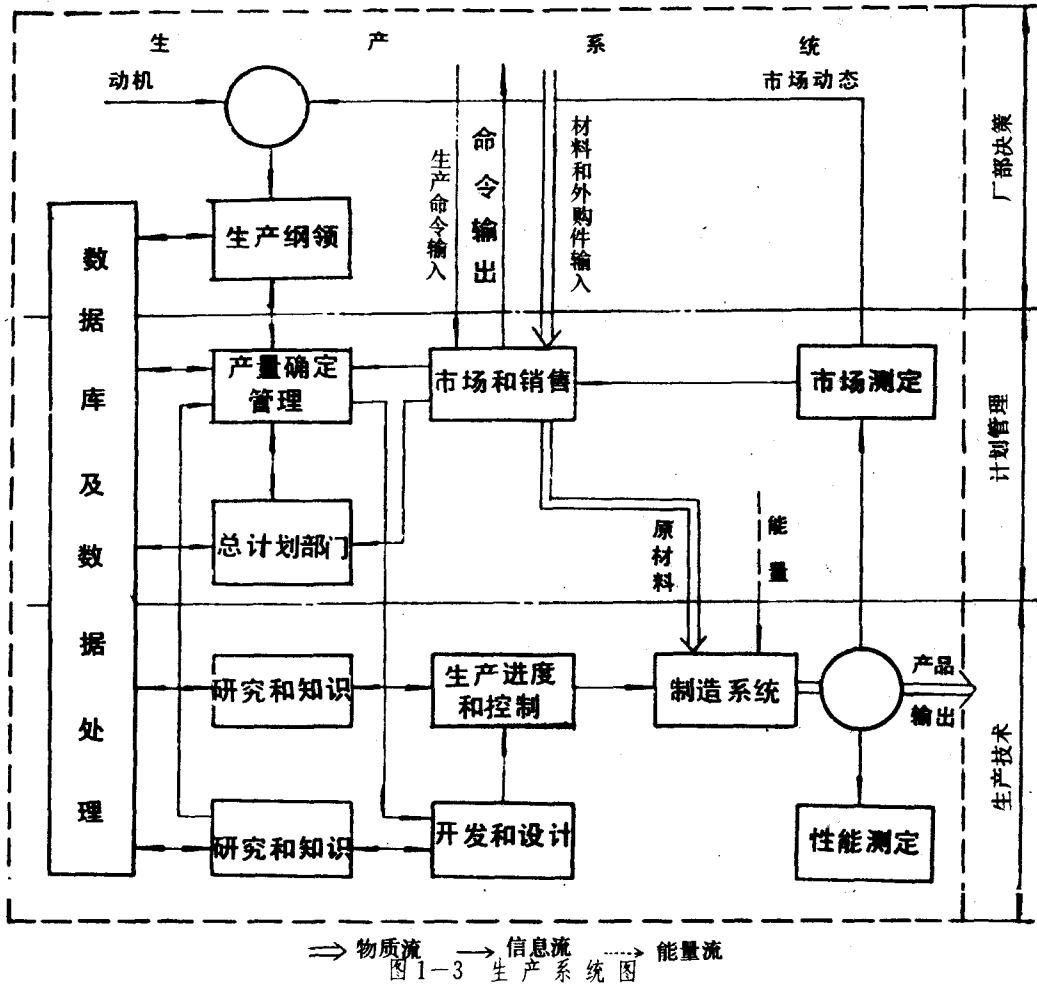 生产系统
动机
市场动态
生产命令输入
命令输出
材料和外购件输入
厂部决策
生产纲领
数据库及数据处理
产量确定
管理
市场和销售
市场测定
计划管理
总计划部门
原材料
能量
研究和知识
生产进度
和控制
制造系统
产品
输出
生产技术
研究和知识
开发和设计
性能测定
物质流 信息流 能量流
图1-3 生产系统图